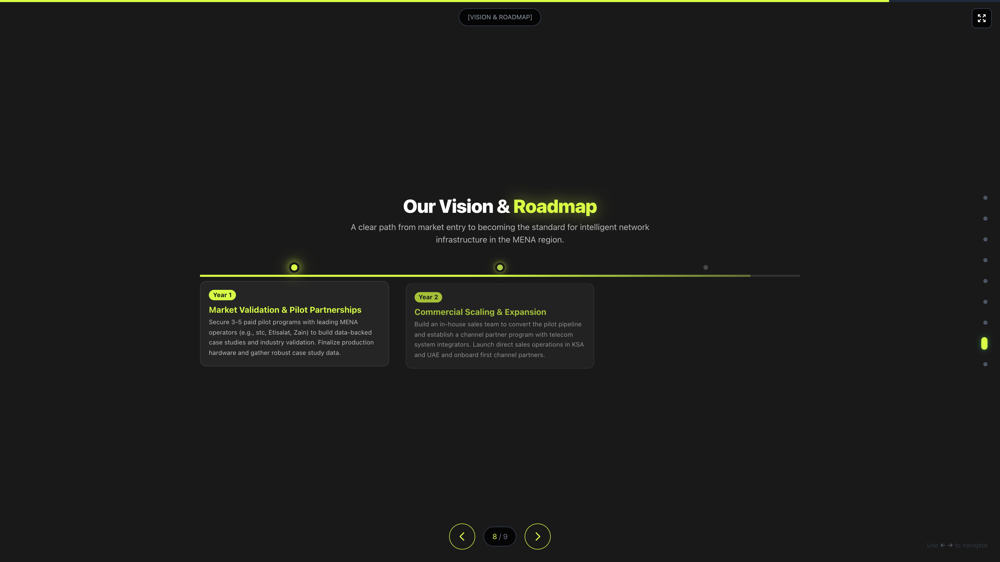 [VISION & ROADMAP]
Our Vision & Roadmap
A clear path from market entry to becoming the standard for intelligent network
infrastructure in the MENA region.
Year 1
Market Validation & Pilot Partnerships
Secure 3-5 paid pilot programs with leading MENA
operators (e.g., stc, Etisalat, Zain) to build data-backed
case studies and industry validation. Finalize production
hardware and gather robust case study data.
Year 2
Commercial Scaling & Expansion
Build an in-house sales team to convert the pilot pipeline
and establish a channel partner program with telecom
system integrators. Launch direct sales operations in KSA
and UAE and onboard first channel partners.
8 / 9
Use ← → to navigate